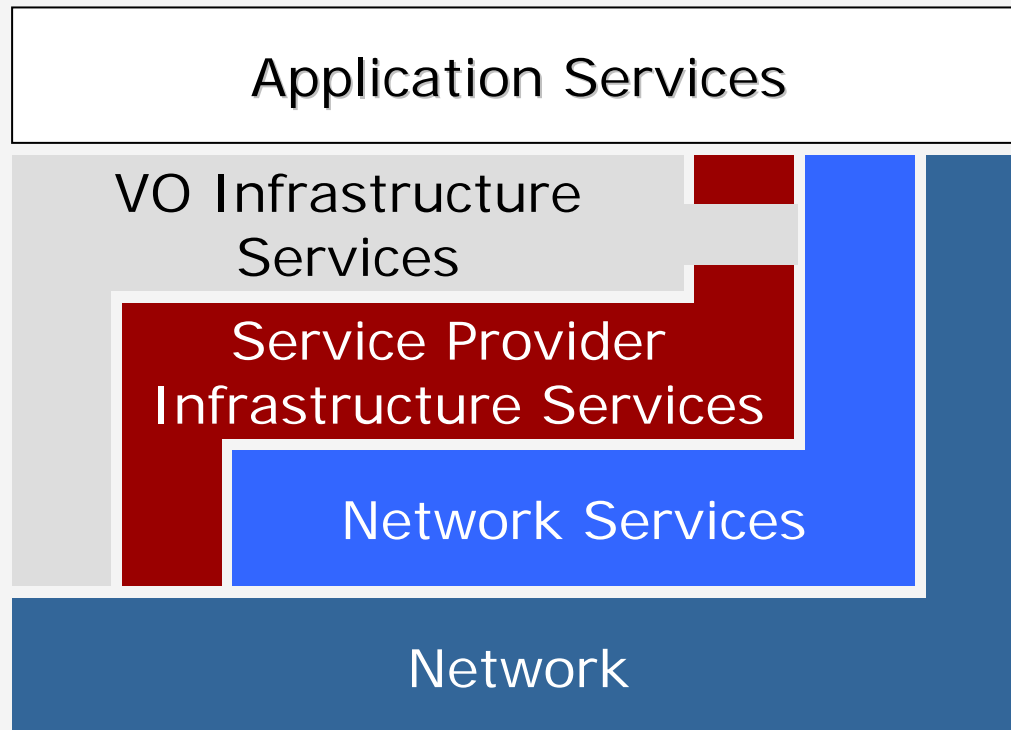 Application Services
VO Infrastructure
Services
Service Provider
Infrastructure Services
Network Services
Network